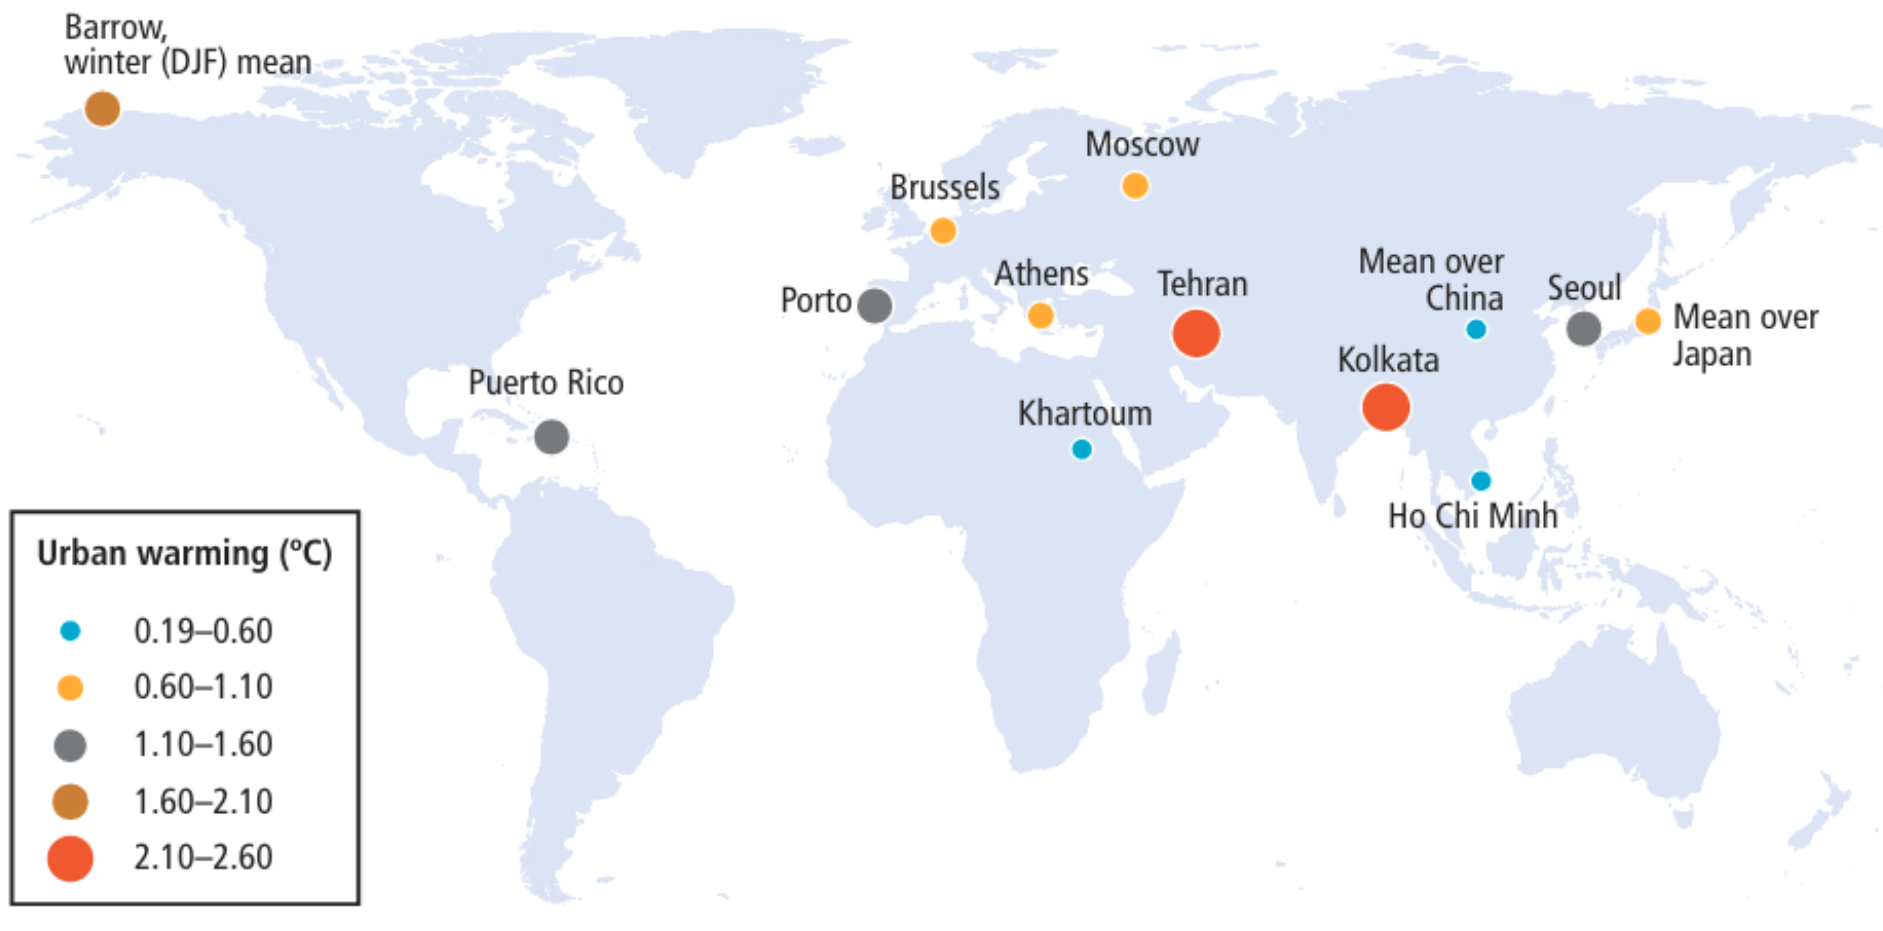 Barrow,
winter (DJF) mean
Moscow
Brussels
Athens
Tehran
Mean over
China
Seoul
Porto
Mean over
Japan
Kolkata
Puerto Rico
Khartoum
Ho Chi Minh
Urban warming (ºC)
0.19–0.60
0.60–1.10
1.10–1.60
1.60–2.10
2.10–2.60